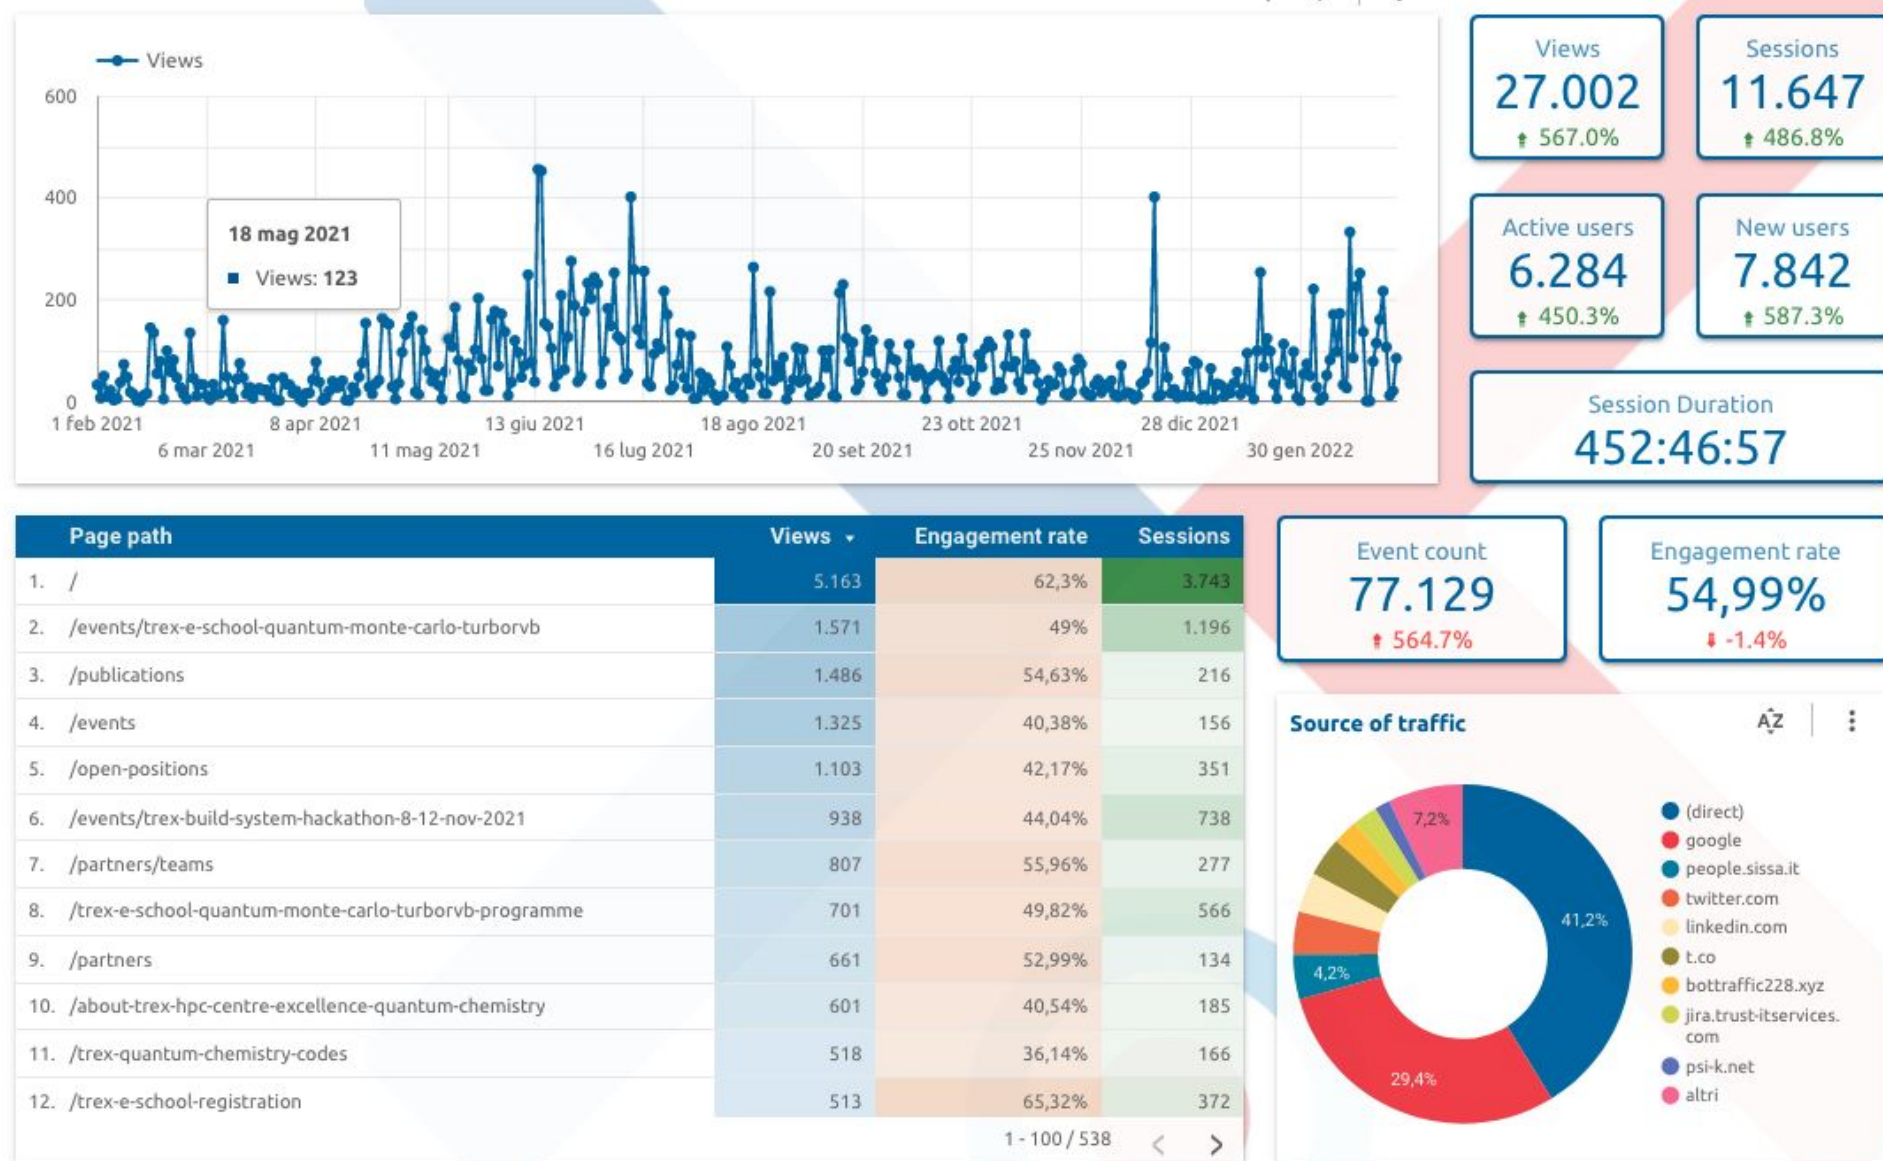 Views
600
400
200
0
18 mag 2021
Views: 123
1 feb 2021
8 apr 2021
13 giu 2021
18 ago 2021
23 ott 2021
28 dic 2021
6 mar 2021
11 mag 2021
16 lug 2021
20 set 2021
25 nov 2021
30 gen 2022
Views
27.002
567.0%
Sessions
11.647
486.8%
Active users
6.284
450.3%
New users
7.842
587.3%
Session Duration
452:46:57
Page path Views Engagement rate Sessions
1. / 5.163 62,3% 3.743
2. /events/trex-e-school-quantum-monte-carlo-turborvb 1.571 49% 1.196
3. /publications 1.486 54,63% 216
4. /events 1.325 40,38% 156
5. /open-positions 1.103 42,17% 351
6. /events/trex-build-system-hackathon-8-12-nov-2021 938 44,04% 738
7. /partners/teams 807 55,96% 277
8. /trex-e-school-quantum-monte-carlo-turborvb-programme 701 49,82% 566
9. /partners 661 52,99% 134
10. /about-trex-hpc-centre-excellence-quantum-chemistry 601 40,54% 185
11. /trex-quantum-chemistry-codes 518 36,14% 166
12. /trex-e-school-registration 513 65,32% 372
1 - 100 / 538
Event count
77.129
564.7%
Engagement rate
54,99%
-1.4%
Source of traffic
AZ
7,2%
41,2%
4,2%
29,4%
(direct)
google
people.sissa.it
twitter.com
linkedin.com
t.co
bottraffic228.xyz
jira.trust-itservices.
com
psi-k.net
altri